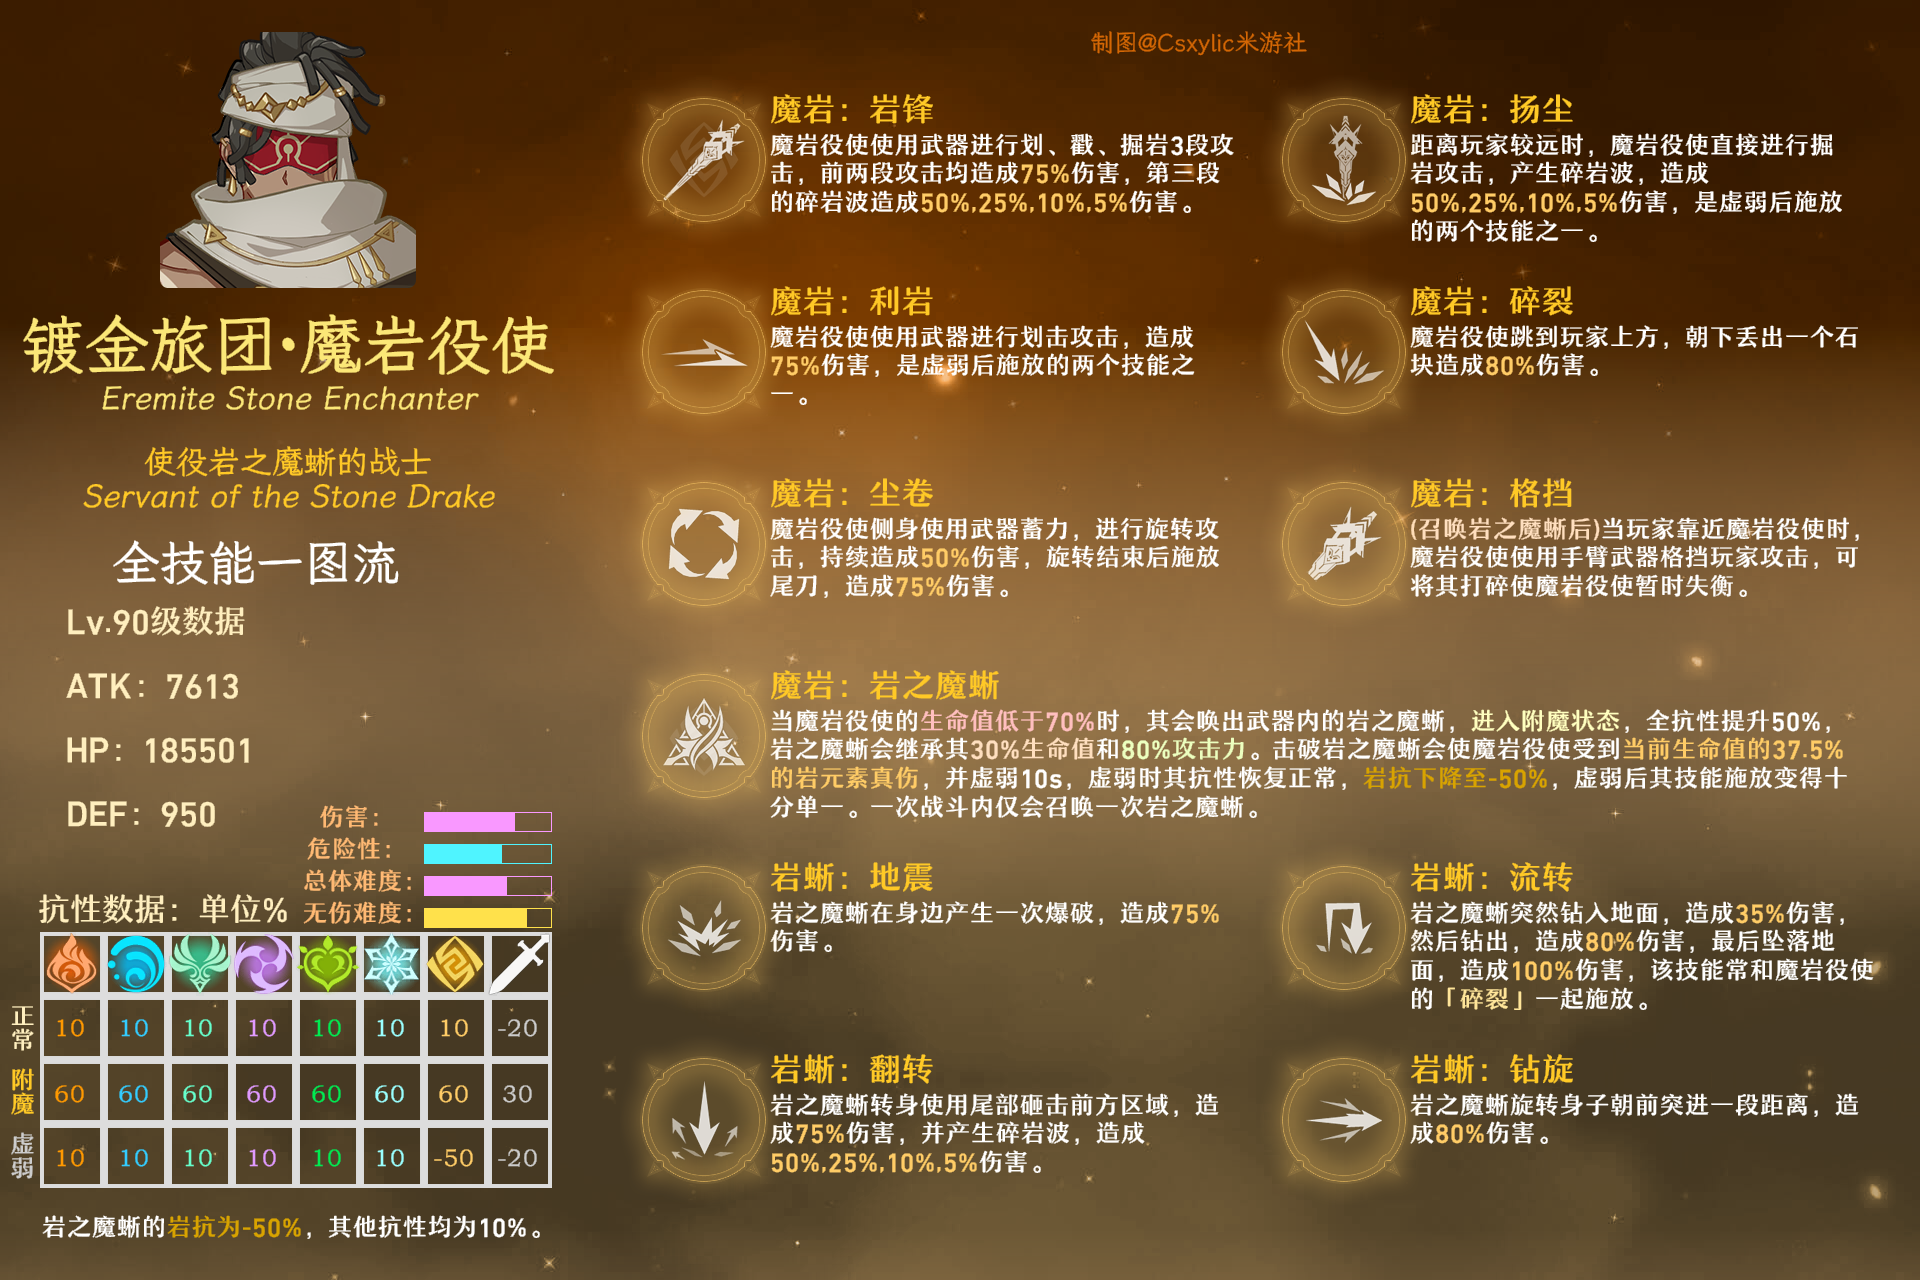 制图@Csxylic米游社
镀金旅团·魔岩役使
Eremite Stone Enchanter
使役岩之魔蜥的战士
Servant of the Stone Drake
全技能一图流
Lv.90级数据
ATK：7613
HP：185501
DEF：950
伤害：
危险性：
总体难度：
无伤难度：
抗性数据：单位%
正常 10 10 10 10 10 10 10 -20
附魔 60 60 60 60 60 60 60 30
虚弱 10 10 10 10 10 10 -50 -20
岩之魔蜥的岩抗为-50%，其他抗性均为10%。
魔岩：岩锋
魔岩役使使用武器进行划、戳、掘岩3段攻
击，前两段攻击均造成75%伤害，第三段
的碎岩波造成50%,25%,10%,5%伤害。
魔岩：扬尘
距离玩家较远时，魔岩役使直接进行掘
岩攻击，产生碎岩波，造成
50%,25%,10%,5%伤害，是虚弱后施放
的两个技能之一。
魔岩：利岩
魔岩役使使用武器进行划击攻击，造成
75%伤害，是虚弱后施放的两个技能之
一。
魔岩：碎裂
魔岩役使跳到玩家上方，朝下丢出一个石
块造成80%伤害。
魔岩：尘卷
魔岩役使侧身使用武器蓄力，进行旋转攻
击，持续造成50%伤害，旋转结束后施放
尾刀，造成75%伤害。
魔岩：格挡
(召唤岩之魔蜥后)当玩家靠近魔岩役使时，
魔岩役使使用手臂武器格挡玩家攻击，可
将其打碎使魔岩役使暂时失衡。
魔岩：岩之魔蜥
当魔岩役使的生命值低于70%时，其会唤出武器内的岩之魔蜥，进入附魔状态，全抗性提升50%，
岩之魔蜥会继承其30%生命值和80%攻击力。击破岩之魔蜥会使魔岩役使受到当前生命值的37.5%
的岩元素真伤，并虚弱10s，虚弱时其抗性恢复正常，岩抗下降至-50%，虚弱后其技能施放变得十
分单一。一次战斗内仅会召唤一次岩之魔蜥。
岩蜥：地震
岩之魔蜥在身边产生一次爆破，造成75%
伤害。
岩蜥：流转
岩之魔蜥突然钻入地面，造成35%伤害，
然后钻出，造成80%伤害，最后坠落地
面，造成100%伤害，该技能常和魔岩役使
的「碎裂」一起施放。
岩蜥：翻转
岩之魔蜥转身使用尾部砸击前方区域，造
成75%伤害，并产生碎岩波，造成
50%,25%,10%,5%伤害。
岩蜥：钻旋
岩之魔蜥旋转身子朝前突进一段距离，造
成80%伤害。